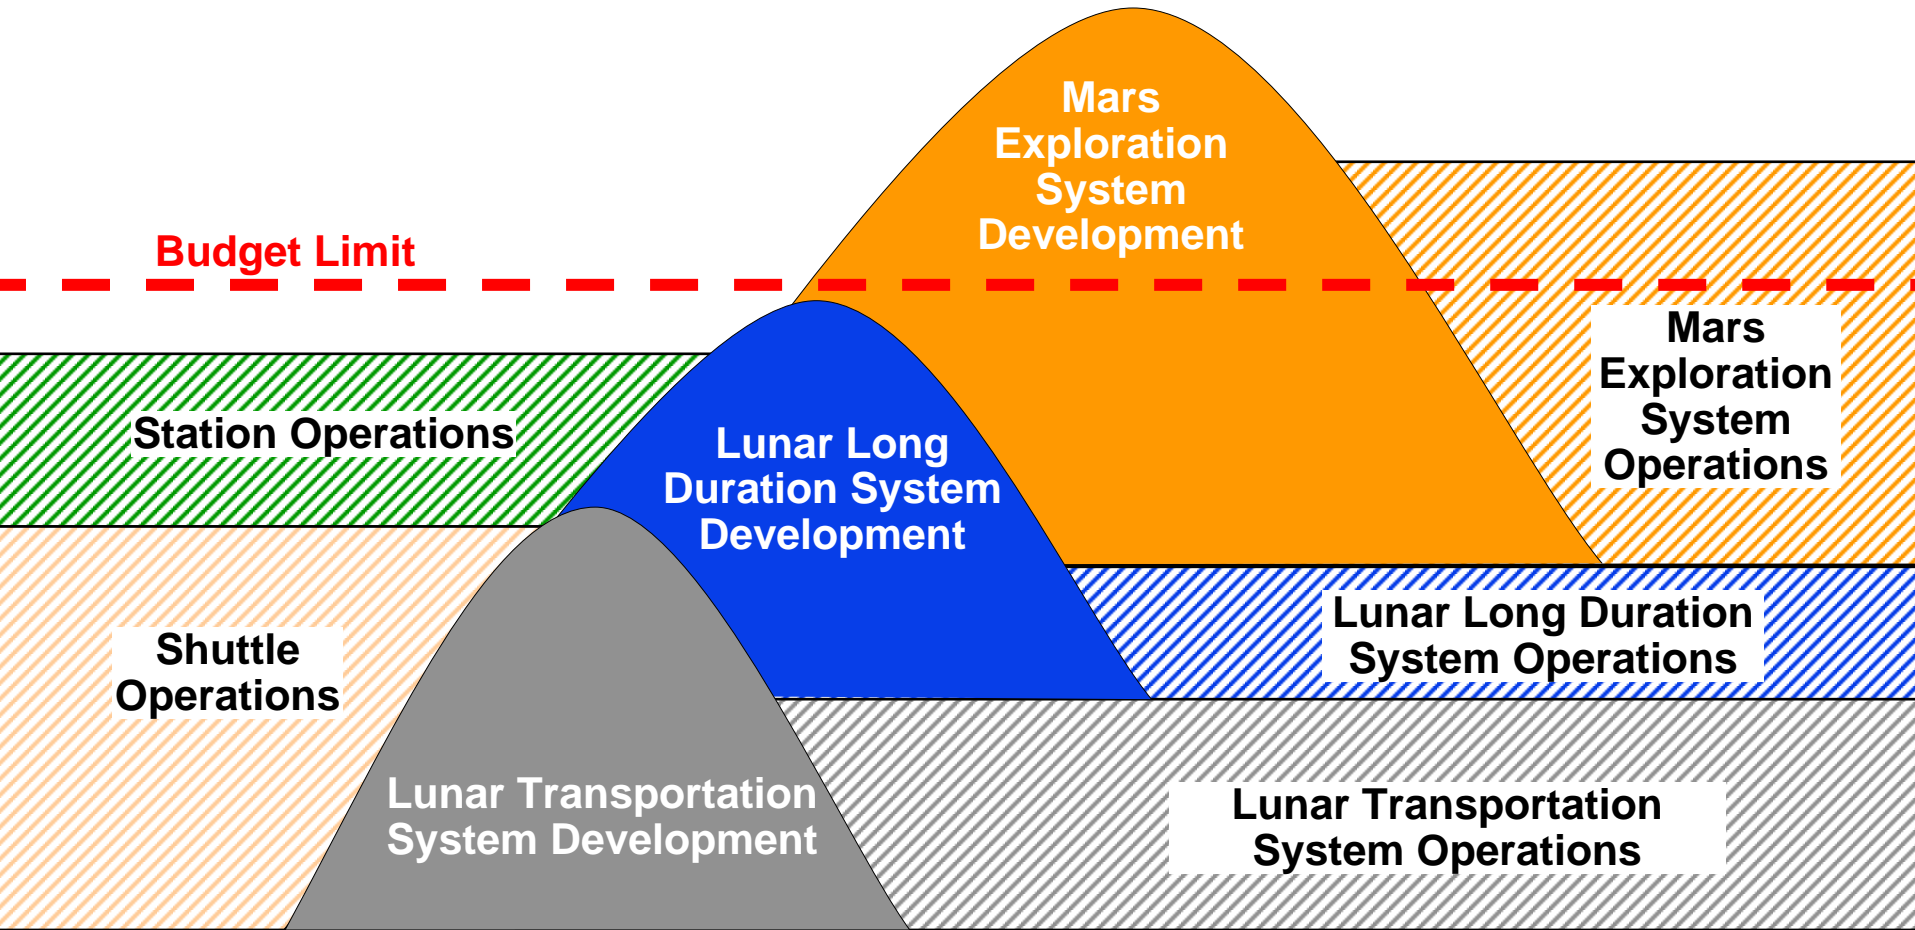 Mars
Exploration
System
Development
Budget Limit
Mars
Exploration
System
Operations
Station Operations
Lunar Long
Duration System
Development
Lunar Long Duration
System Operations
Shuttle
Operations
Lunar Transportation
System Development
Lunar Transportation
System Operations